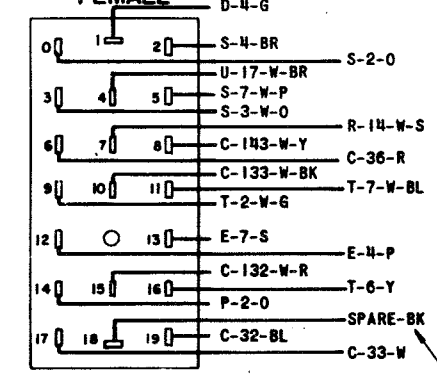 FEMALE
D-4-G
1
0 2 S-4-BR
S-2-O
U-17-W-BR
3 4 5 S-7-W-P
S-3-W-O
R-14-W-S
6 7 8 C-143-W-Y
C-36-R
C-133-W-BK
9 10 11 T-7-W-BL
T-2-W-G
12 13 E-7-S
E-4-P
C-132-W-R
14 15 16 T-6-Y
P-2-O
SPARE-BK
17 18 19 C-32-BL
C-33-W